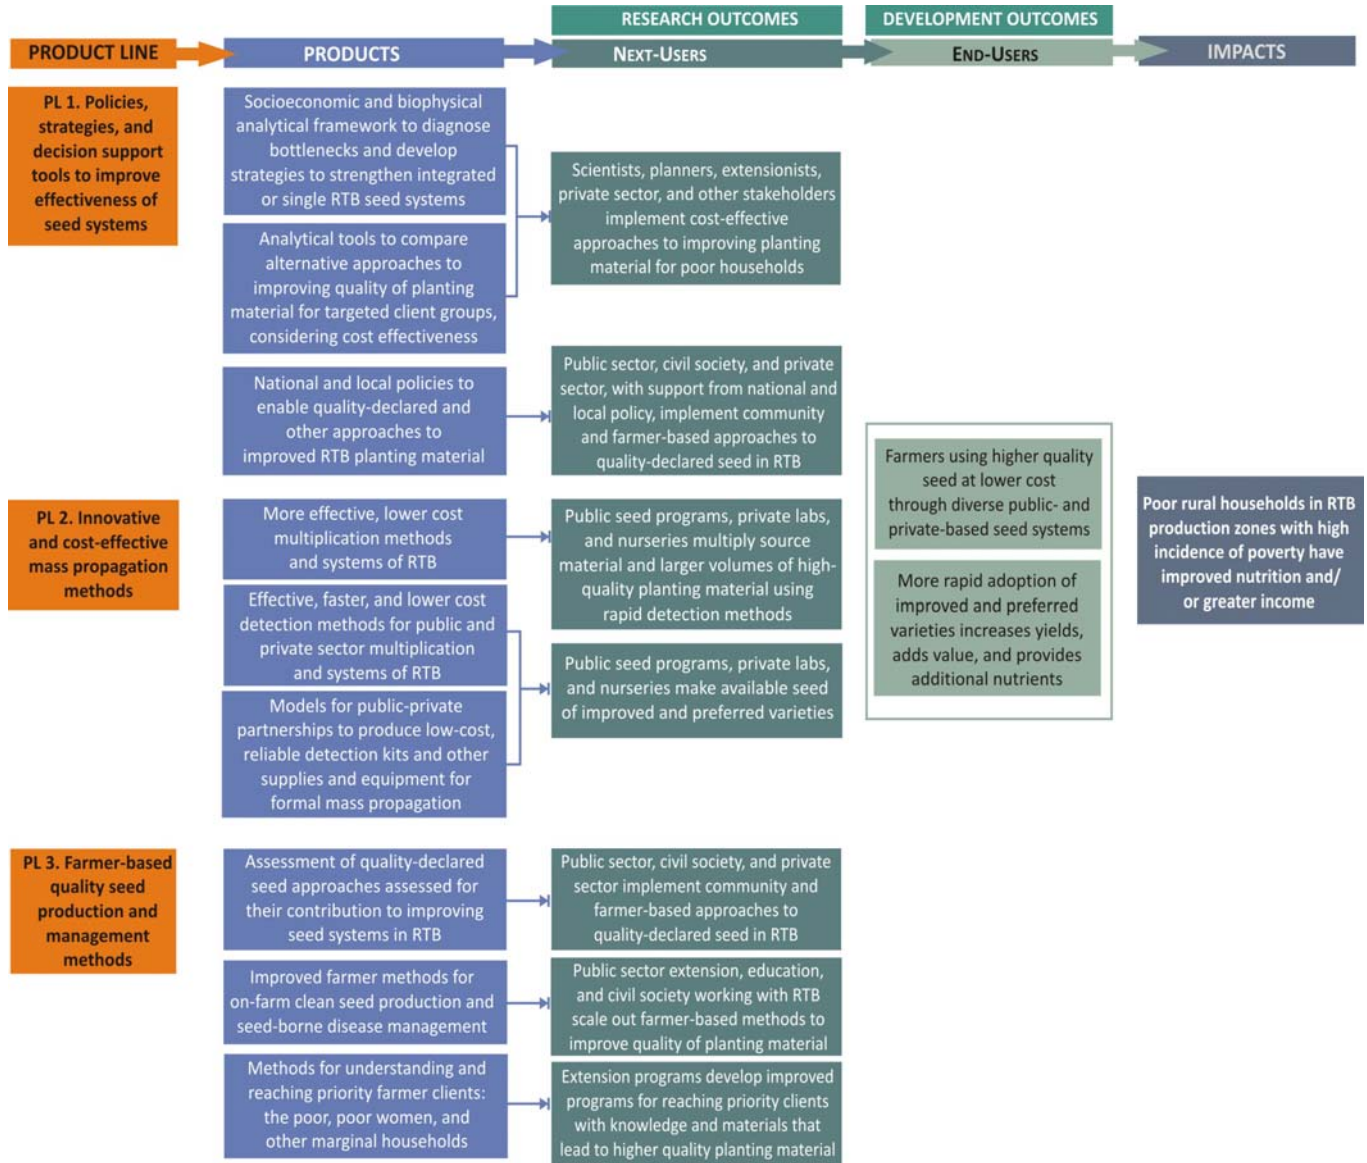 RESEARCH OUTCOMES
DEVELOPMENT OUTCOMES
PRODUCT LINE
PRODUCTS
NEXT-USERS
END-USERS
IMPACTS
PL 1. Policies,
strategies, and
decision support
tools to improve
effectiveness of
seed systems
Socioeconomic and biophysical
analytical framework to diagnose
bottlenecks and develop
strategies to strengthen integrated
or single RTB seed systems
Analytical tools to compare
alternative approaches to
improving quality of planting
material for targeted client groups,
considering cost effectiveness
Scientists, planners, extensionists,
private sector, and other stakeholders
implement cost-effective
approaches to improving planting
material for poor households
National and local policies to
enable quality-declared and
other approaches to
improved RTB planting material
Public sector, civil society, and private
sector, with support from national and
local policy, implement community
and farmer-based approaches to
quality-declared seed in RTB
PL 2. Innovative
and cost-effective
mass propagation
methods
More effective, lower cost
multiplication methods
and systems of RTB
Effective, faster, and lower cost
detection methods for public and
private sector multiplication
and systems of RTB
Models for public-private
partnerships to produce low-cost,
reliable detection kits and other
supplies and equipment for
formal mass propagation
Public seed programs, private labs,
and nurseries multiply source
material and larger volumes of high-
quality planting material using
rapid detection methods
Public seed programs, private labs,
and nurseries make available seed
of improved and preferred varieties
Farmers using higher quality
seed at lower cost
through diverse public- and
private-based seed systems
More rapid adoption of
improved and preferred
varieties increases yields,
adds value, and provides
additional nutrients
Poor rural households in RTB
production zones with high
incidence of poverty have
improved nutrition and/
or greater income
PL 3. Farmer-based
quality seed
production and
management
methods
Assessment of quality-declared
seed approaches assessed for
their contribution to improving
seed systems in RTB
Public sector, civil society, and private
sector implement community and
farmer-based approaches to
quality-declared seed in RTB
Improved farmer methods for
on-farm clean seed production and
seed-borne disease management
Public sector extension, education,
and civil society working with RTB
scale out farmer-based methods to
improve quality of planting material
Methods for understanding and
reaching priority farmer clients:
the poor, poor women, and
other marginal households
Extension programs develop improved
programs for reaching priority clients
with knowledge and materials that
lead to higher quality planting material